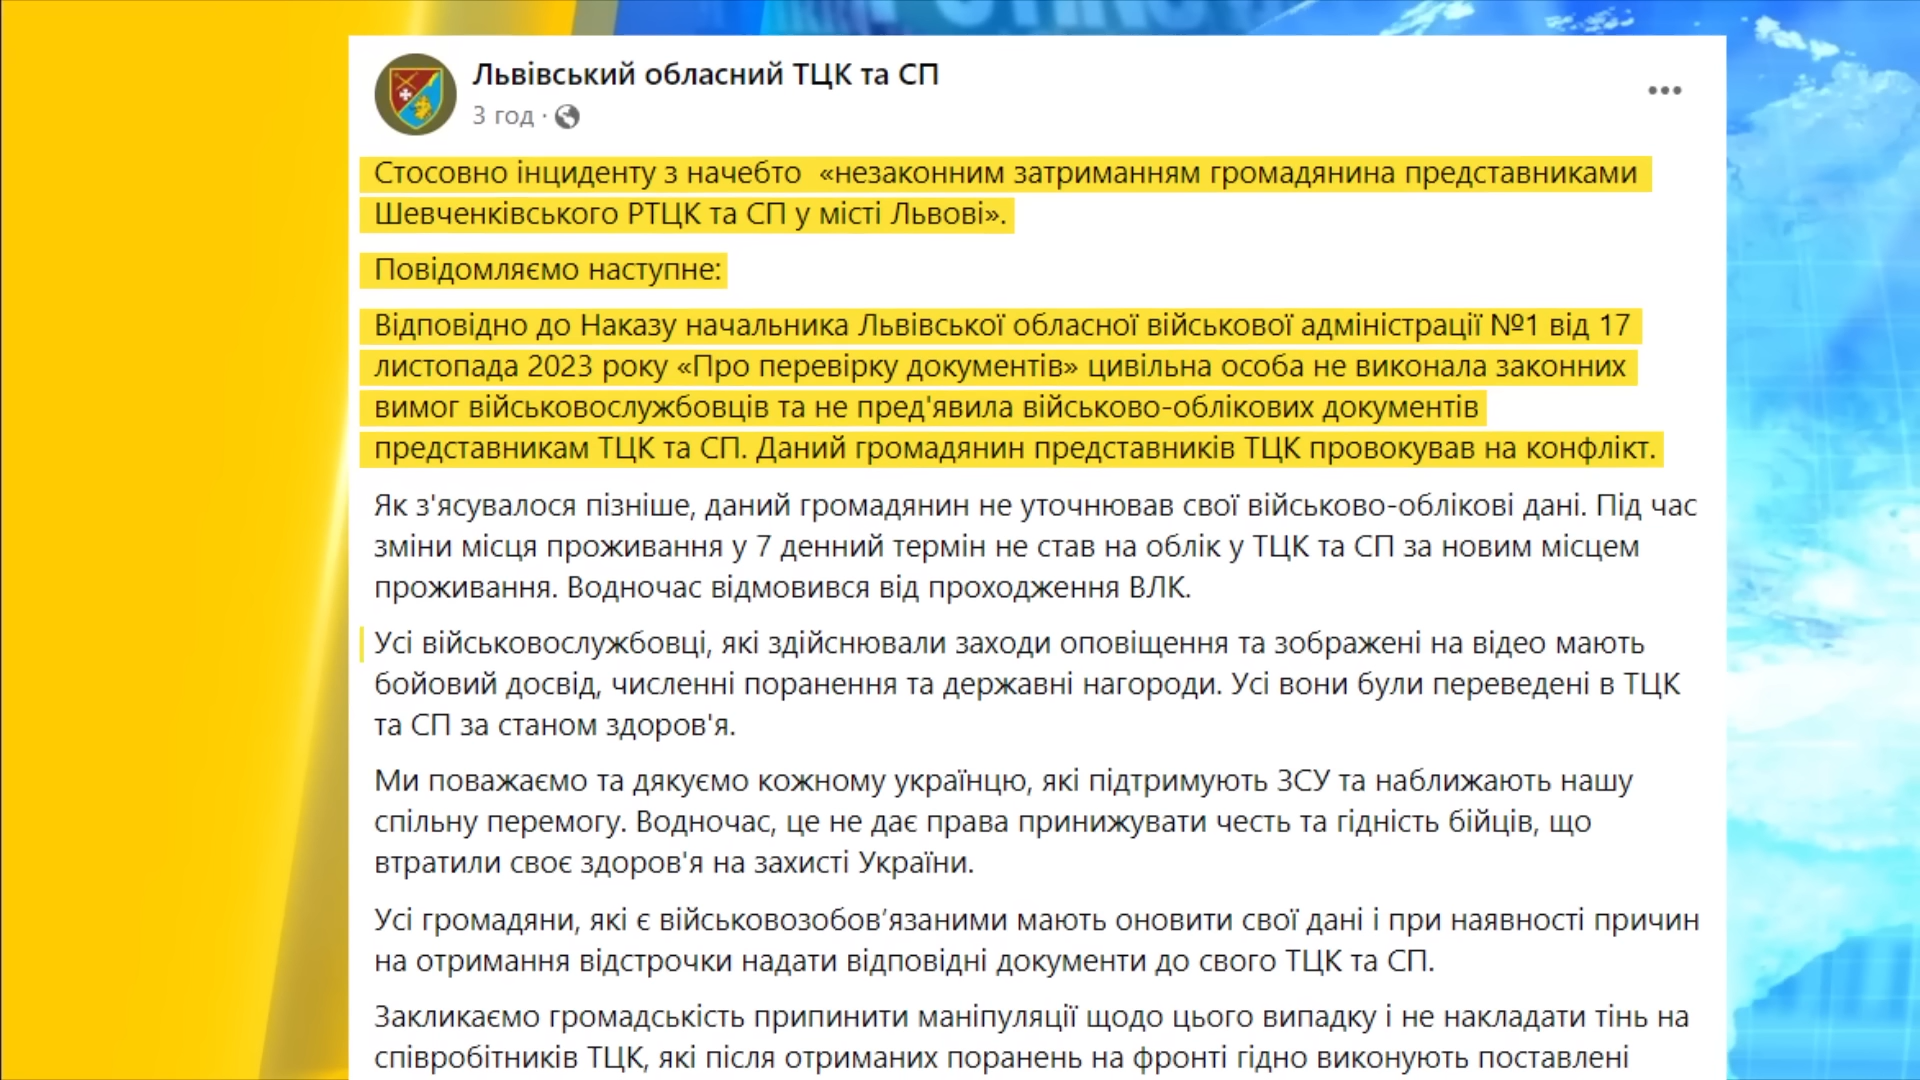 Львівський обласний ТЦК та СП
3 год ·
Стосовно інциденту з начебто «незаконним затриманням громадянина представниками
Шевченківського РТЦК та СП у місті Львові».
Повідомляємо наступне:
Відповідно до Наказу начальника Львівської обласної військової адміністрації №1 від 17
листопада 2023 року «Про перевірку документів» цивільна особа не виконала законних
вимог військовослужбовців та не пред'явила військово-облікових документів
представникам ТЦК та СП. Даний громадянин представників ТЦК провокував на конфлікт.
Як з'ясувалося пізніше, даний громадянин не уточнював свої військово-облікові дані. Під час
зміни місця проживання у 7 денний термін не став на облік у ТЦК та СП за новим місцем
проживання. Водночас відмовився від проходження ВЛК.
Усі військовослужбовці, які здійснювали заходи оповіщення та зображені на відео мають
бойовий досвід, численні поранення та державні нагороди. Усі вони були переведені в ТЦК
та СП за станом здоров'я.
Ми поважаємо та дякуємо кожному українцю, які підтримують ЗСУ та наближають нашу
спільну перемогу. Водночас, це не дає права принижувати честь та гідність бійців, що
втратили своє здоров'я на захисті України.
Усі громадяни, які є військовозобов’язаними мають оновити свої дані і при наявності причин
на отримання відстрочки надати відповідні документи до свого ТЦК та СП.
Закликаємо громадськість припинити маніпуляції щодо цього випадку і не накладати тінь на
співробітників ТЦК, які після отриманих поранень на фронті гідно виконують поставлені